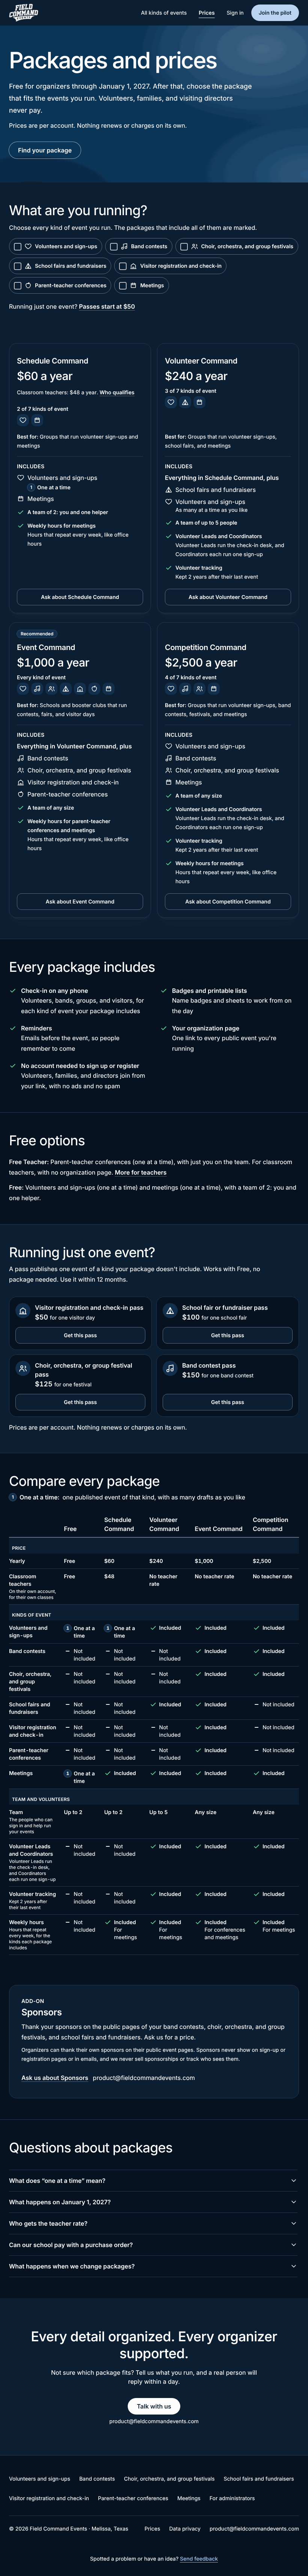 FIELD COMMAND EVENTS
All kinds of events
Prices
Sign in
Join the pilot
Packages and prices
Free for organizers through January 1, 2027. After that, choose the package
that fits the events you run. Volunteers, families, and visiting directors
never pay.
Prices are per account. Nothing renews or charges on its own.
Find your package
What are you running?
Choose every kind of event you run. The packages that include all of them are marked.
Volunteers and sign-ups
Band contests
Choir, orchestra, and group festivals
School fairs and fundraisers
Visitor registration and check-in
Parent-teacher conferences
Meetings
Running just one event? Passes start at $50
Schedule Command
$60 a year
Classroom teachers: $48 a year. Who qualifies
2 of 7 kinds of event
Best for: Groups that run volunteer sign-ups and
meetings
INCLUDES
Volunteers and sign-ups
1 One at a time
Meetings
A team of 2: you and one helper
Weekly hours for meetings
Hours that repeat every week, like office
hours
Ask about Schedule Command
Volunteer Command
$240 a year
3 of 7 kinds of event
Best for: Groups that run volunteer sign-ups,
school fairs, and meetings
INCLUDES
Everything in Schedule Command, plus
School fairs and fundraisers
Volunteers and sign-ups
As many at a time as you like
A team of up to 5 people
Volunteer Leads and Coordinators
Volunteer Leads run the check-in desk, and
Coordinators each run one sign-up
Volunteer tracking
Kept 2 years after their last event
Ask about Volunteer Command
Recommended
Event Command
$1,000 a year
Every kind of event
Best for: Schools and booster clubs that run
contests, fairs, and visitor days
INCLUDES
Everything in Volunteer Command, plus
Band contests
Choir, orchestra, and group festivals
Visitor registration and check-in
Parent-teacher conferences
A team of any size
Weekly hours for parent-teacher
conferences and meetings
Hours that repeat every week, like office
hours
Ask about Event Command
Competition Command
$2,500 a year
4 of 7 kinds of event
Best for: Groups that run volunteer sign-ups, band
contests, festivals, and meetings
INCLUDES
Volunteers and sign-ups
Band contests
Choir, orchestra, and group festivals
Meetings
A team of any size
Volunteer Leads and Coordinators
Volunteer Leads run the check-in desk, and
Coordinators each run one sign-up
Volunteer tracking
Kept 2 years after their last event
Weekly hours for meetings
Hours that repeat every week, like office
hours
Ask about Competition Command
Every package includes
Check-in on any phone
Volunteers, bands, groups, and visitors, for
each kind of event your package includes
Badges and printable lists
Name badges and sheets to work from on
the day
Reminders
Emails before the event, so people
remember to come
Your organization page
One link to every public event you're
running
No account needed to sign up or register
Volunteers, families, and directors join from
your link, with no ads and no spam
Free options
Free Teacher: Parent-teacher conferences (one at a time), with just you on the team. For classroom
teachers, with no organization page. More for teachers
Free: Volunteers and sign-ups (one at a time) and meetings (one at a time), with a team of 2: you and
one helper.
Running just one event?
A pass publishes one event of a kind your package doesn't include. Works with Free, no
package needed. Use it within 12 months.
Visitor registration and check-in pass
$50 for one visitor day
Get this pass
School fair or fundraiser pass
$100 for one school fair
Get this pass
Choir, orchestra, or group festival
pass
$125 for one festival
Get this pass
Band contest pass
$150 for one band contest
Get this pass
Prices are per account. Nothing renews or charges on its own.
Compare every package
1 One at a time: one published event of that kind, with as many drafts as you like
Free
Schedule Command
Volunteer Command
Event Command
Competition Command
PRICE
Yearly Free $60 $240 $1,000 $2,500
Classroom teachers
On their own account, for their own classes
Free $48 No teacher rate No teacher rate No teacher rate
KINDS OF EVENT
Volunteers and sign-ups 1 One at a time 1 One at a time Included Included Included
Band contests Not included Not included Not included Included Included
Choir, orchestra, and group festivals Not included Not included Not included Included Included
School fairs and fundraisers Not included Not included Included Included Not included
Visitor registration and check-in Not included Not included Not included Included Not included
Parent-teacher conferences Not included Not included Not included Included Not included
Meetings 1 One at a time Included Included Included Included
TEAM AND VOLUNTEERS
Team
The people who can sign in and help run your events
Up to 2 Up to 2 Up to 5 Any size Any size
Volunteer Leads and Coordinators
Volunteer Leads run the check-in desk, and Coordinators each run one sign-up
Not included Not included Included Included Included
Volunteer tracking
Kept 2 years after their last event
Not included Not included Included Included Included
Weekly hours
Hours that repeat every week, for the kinds each package includes
Not included Included For meetings Included For meetings Included For conferences and meetings Included For meetings
ADD-ON
Sponsors
Thank your sponsors on the public pages of your band contests, choir, orchestra, and group
festivals, and school fairs and fundraisers. Ask us for a price.
Organizers can thank their own sponsors on their public event pages. Sponsors never show on sign-up or
registration pages or in emails, and we never sell sponsorships or track who sees them.
Ask us about Sponsors product@fieldcommandevents.com
Questions about packages
What does “one at a time” mean?
What happens on January 1, 2027?
Who gets the teacher rate?
Can our school pay with a purchase order?
What happens when we change packages?
Every detail organized. Every organizer
supported.
Not sure which package fits? Tell us what you run, and a real person will
reply within a day.
Talk with us
product@fieldcommandevents.com
Volunteers and sign-ups
Band contests
Choir, orchestra, and group festivals
School fairs and fundraisers
Visitor registration and check-in
Parent-teacher conferences
Meetings
For administrators
© 2026 Field Command Events · Melissa, Texas
Prices
Data privacy
product@fieldcommandevents.com
Spotted a problem or have an idea? Send feedback